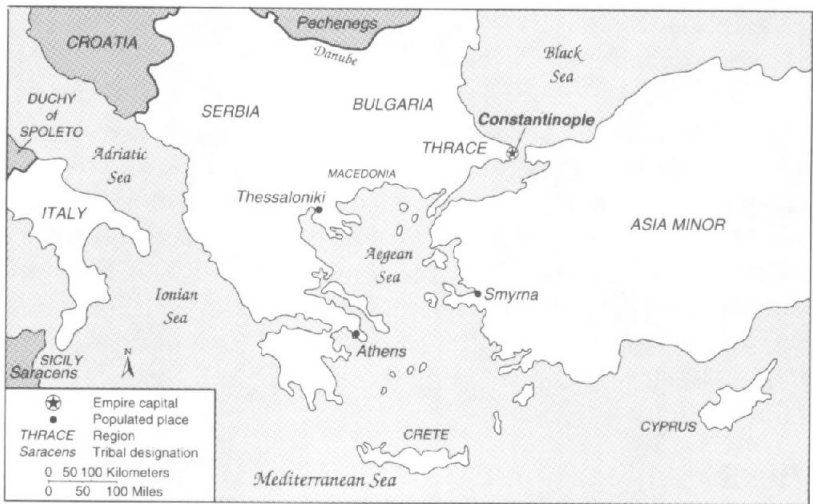 Pechenegs
CROATIA
Danube
Black
Sea
DUCHY
of
SPOLETO
SERBIA
BULGARIA
Constantinople
THRACE
Adriatic
Sea
MACEDONIA
Thessaloniki
ITALY
ASIA MINOR
Aegean
Sea
Ionian
Sea
Smyrna
Athens
SICILY
Saracens
N
CYPRUS
CRETE
Mediterranean Sea
Empire capital
Populated place
THRACE Region
Saracens Tribal designation
0 50 100 Kilometers
0 50 100 Miles